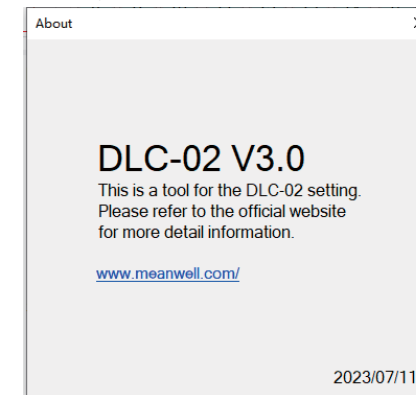 About
DLC-02 V3.0
This is a tool for the DLC-02 setting.
Please refer to the official website
for more detail information.
www.meanwell.com/
2023/07/11